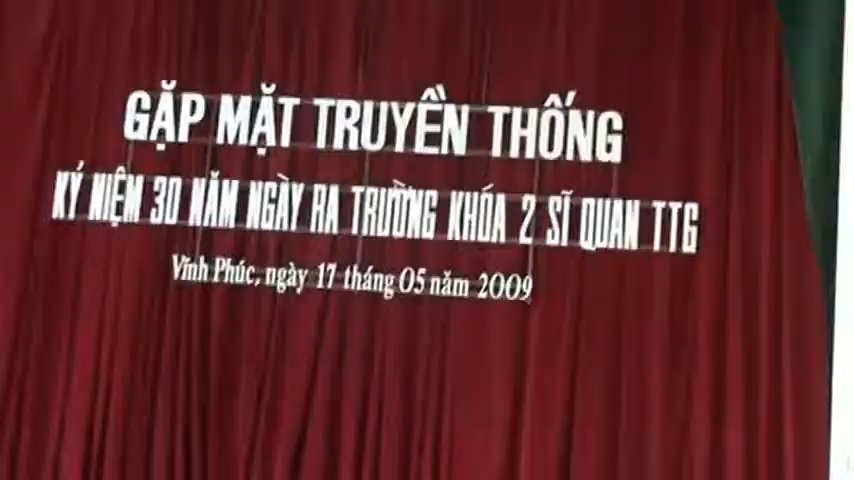 GẶP MẶT TRUYỀN THỐNG
KỶ NIỆM 30 NĂM NGÀY RA TRƯỜNG KHÓA 2 SĨ QUAN TTG
Vĩnh Phúc, ngày 17 tháng 05 năm 2009